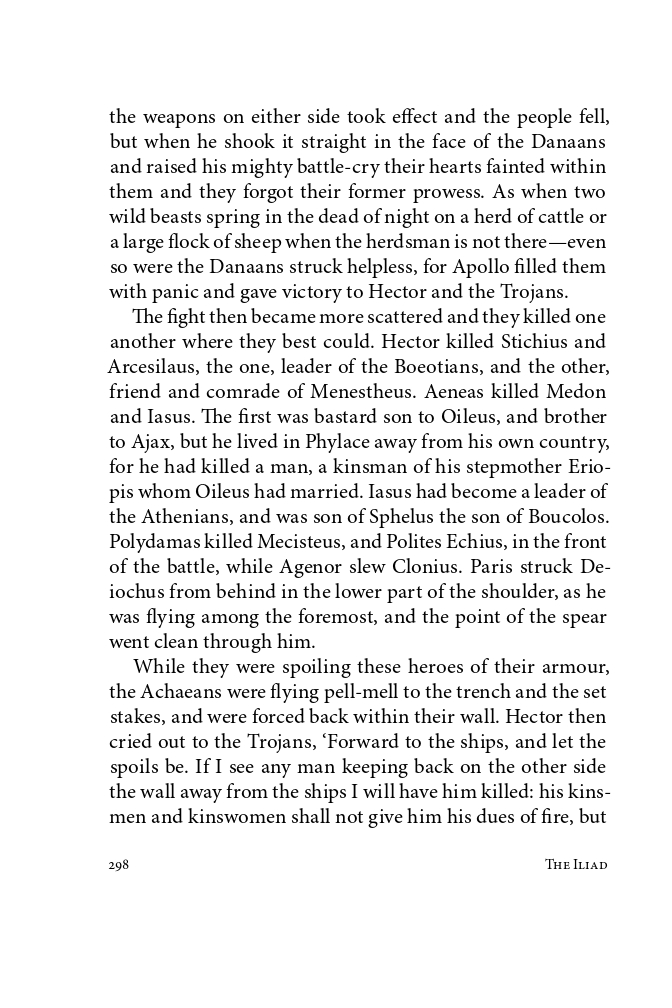 the weapons on either side took effect and the people fell,
but when he shook it straight in the face of the Danaans
and raised his mighty battle-cry their hearts fainted within
them and they forgot their former prowess. As when two
wild beasts spring in the dead of night on a herd of cattle or
a large flock of sheep when the herdsman is not there—even
so were the Danaans struck helpless, for Apollo filled them
with panic and gave victory to Hector and the Trojans.
The fight then became more scattered and they killed one
another where they best could. Hector killed Stichius and
Arcesilaus, the one, leader of the Boeotians, and the other,
friend and comrade of Menestheus. Aeneas killed Medon
and Iasus. The first was bastard son to Oileus, and brother
to Ajax, but he lived in Phylace away from his own country,
for he had killed a man, a kinsman of his stepmother Erio-
pis whom Oileus had married. Iasus had become a leader of
the Athenians, and was son of Sphelus the son of Boucolos.
Polydamas killed Mecisteus, and Polites Echius, in the front
of the battle, while Agenor slew Clonius. Paris struck De-
iochus from behind in the lower part of the shoulder, as he
was flying among the foremost, and the point of the spear
went clean through him.
While they were spoiling these heroes of their armour,
the Achaeans were flying pell-mell to the trench and the set
stakes, and were forced back within their wall. Hector then
cried out to the Trojans, ‘Forward to the ships, and let the
spoils be. If I see any man keeping back on the other side
the wall away from the ships I will have him killed: his kins-
men and kinswomen shall not give him his dues of fire, but
298 The Iliad